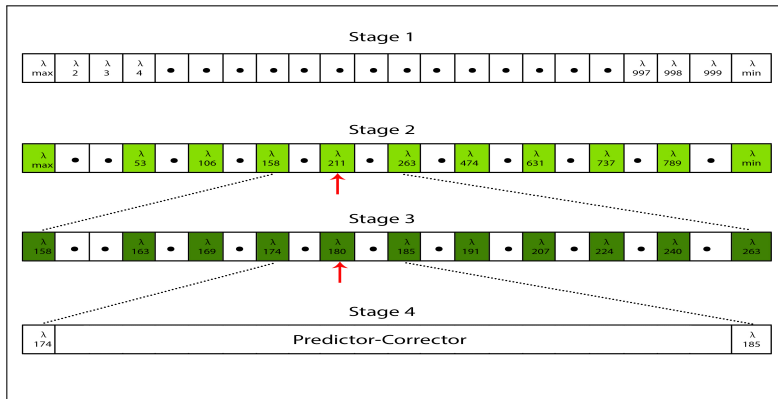 Stage 1
λ max λ 2 λ 3 λ 4 • • • • • • • • • • • • • λ 997 λ 998 λ 999 λ min
Stage 2
λ max • • λ 53 • λ 106 • λ 158 • λ 211 • λ 263 • λ 474 • λ 631 • λ 737 • λ 789 • λ min
Stage 3
λ 158 • • λ 163 • λ 169 • λ 174 • λ 180 • λ 185 • λ 191 • λ 207 • λ 224 • λ 240 • λ 263
Stage 4
λ 174 Predictor-Corrector λ 185